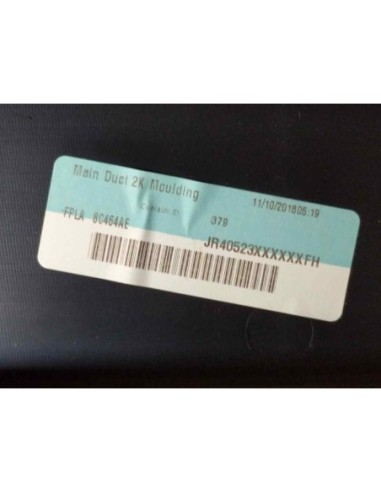 Main Duct 2K Moulding 11/10/2018 05:19
379
FPLA 8C464AE JR40523XXXXXXFH